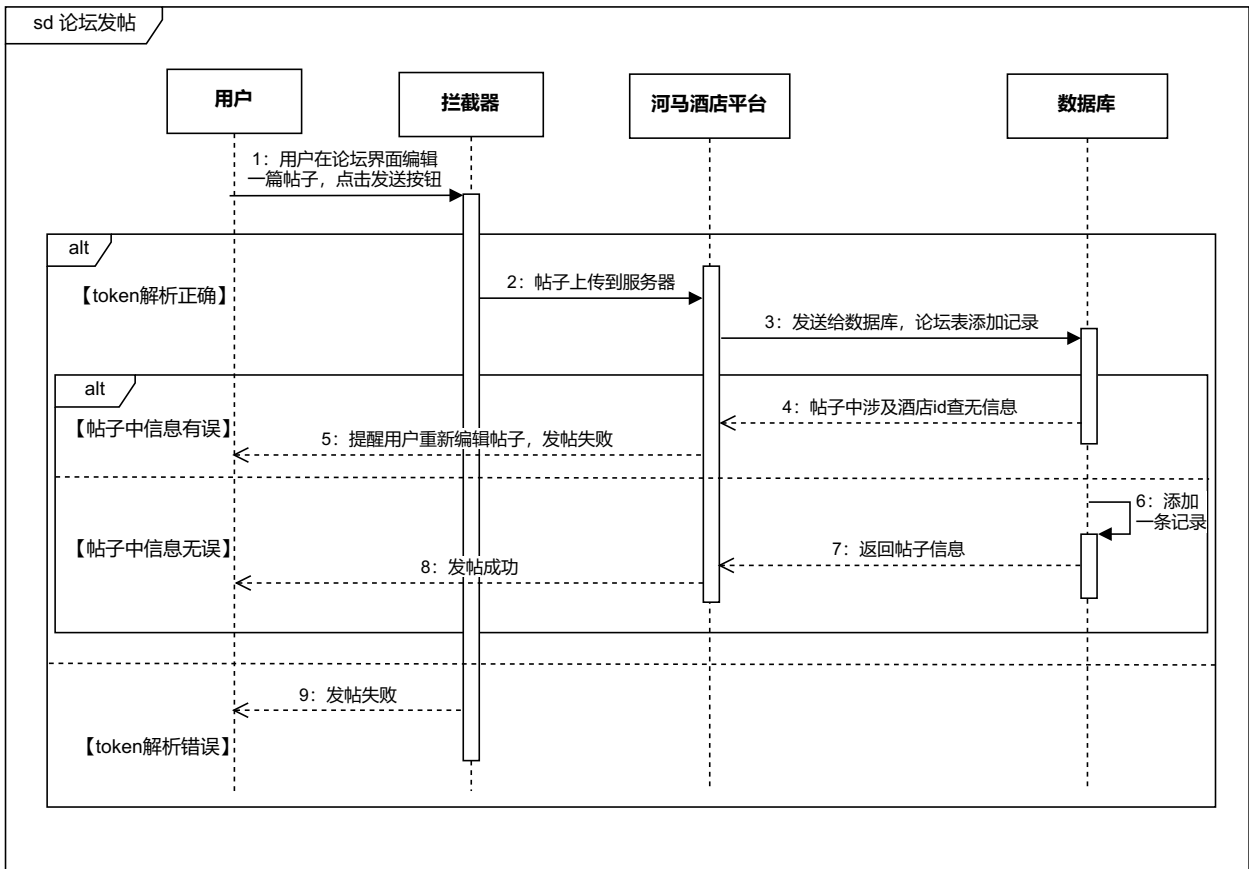 sd 论坛发帖
用户
拦截器
河马酒店平台
数据库
1：用户在论坛界面编辑
一篇帖子，点击发送按钮
alt
【token解析正确】
2：帖子上传到服务器
3：发送给数据库，论坛表添加记录
alt
【帖子中信息有误】
4：帖子中涉及酒店id查无信息
5：提醒用户重新编辑帖子，发帖失败
6：添加
一条记录
【帖子中信息无误】
7：返回帖子信息
8：发帖成功
9：发帖失败
【token解析错误】